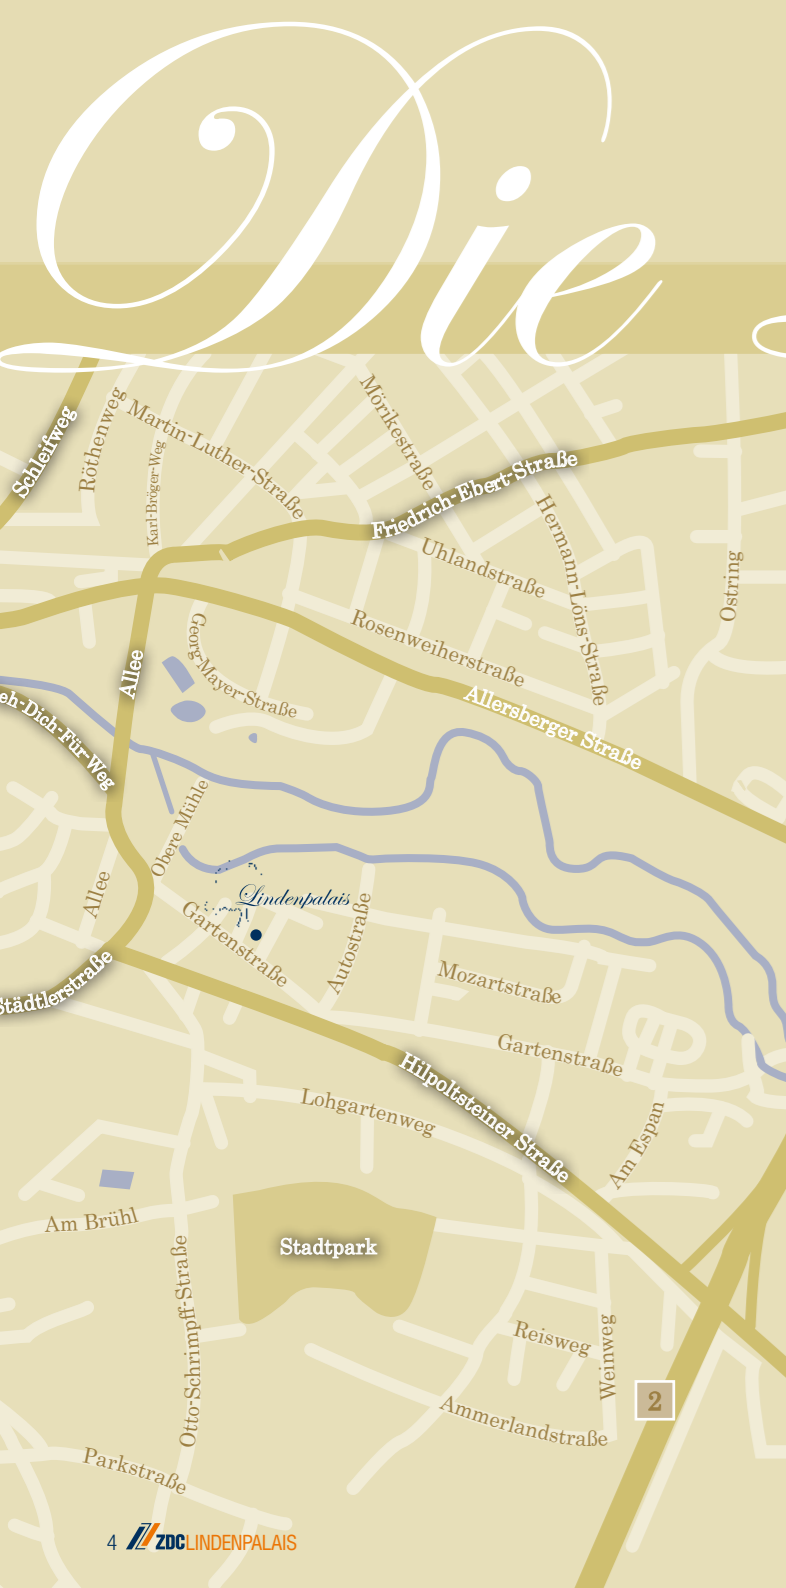 Die
Schleifweg
Röthenweg
Martin-Luther-Straße
Karl-Bröger-Weg
Mörikestraße
Friedrich-Ebert-Straße
Uhlandstraße
Hermann-Löns-Straße
Ostring
Rosenweiherstraße
Georg-Mayer-Straße
Allee
Allersberger Straße
eh-Dich-Für-Weg
Obere Mühle
Allee
Lindenpalais
Gartenstraße
Autostraße
Städtlerstraße
Mozartstraße
Gartenstraße
Hilpoltsteiner Straße
Lohgartenweg
Am Espan
Am Brühl
Stadtpark
Otto-Schrimpff-Straße
Reisweg
Weinweg
2
Ammerlandstraße
Parkstraße
4 ZDC LINDENPALAIS